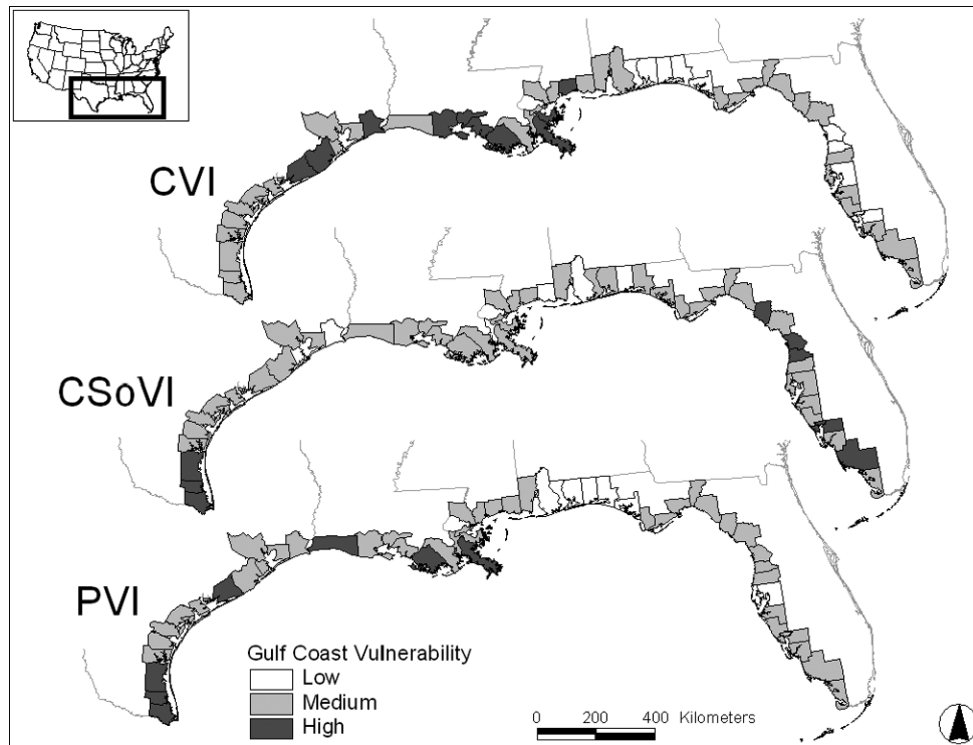 CVI
CSoVI
PVI
Gulf Coast Vulnerability
Low
Medium
High
0 200 400 Kilometers